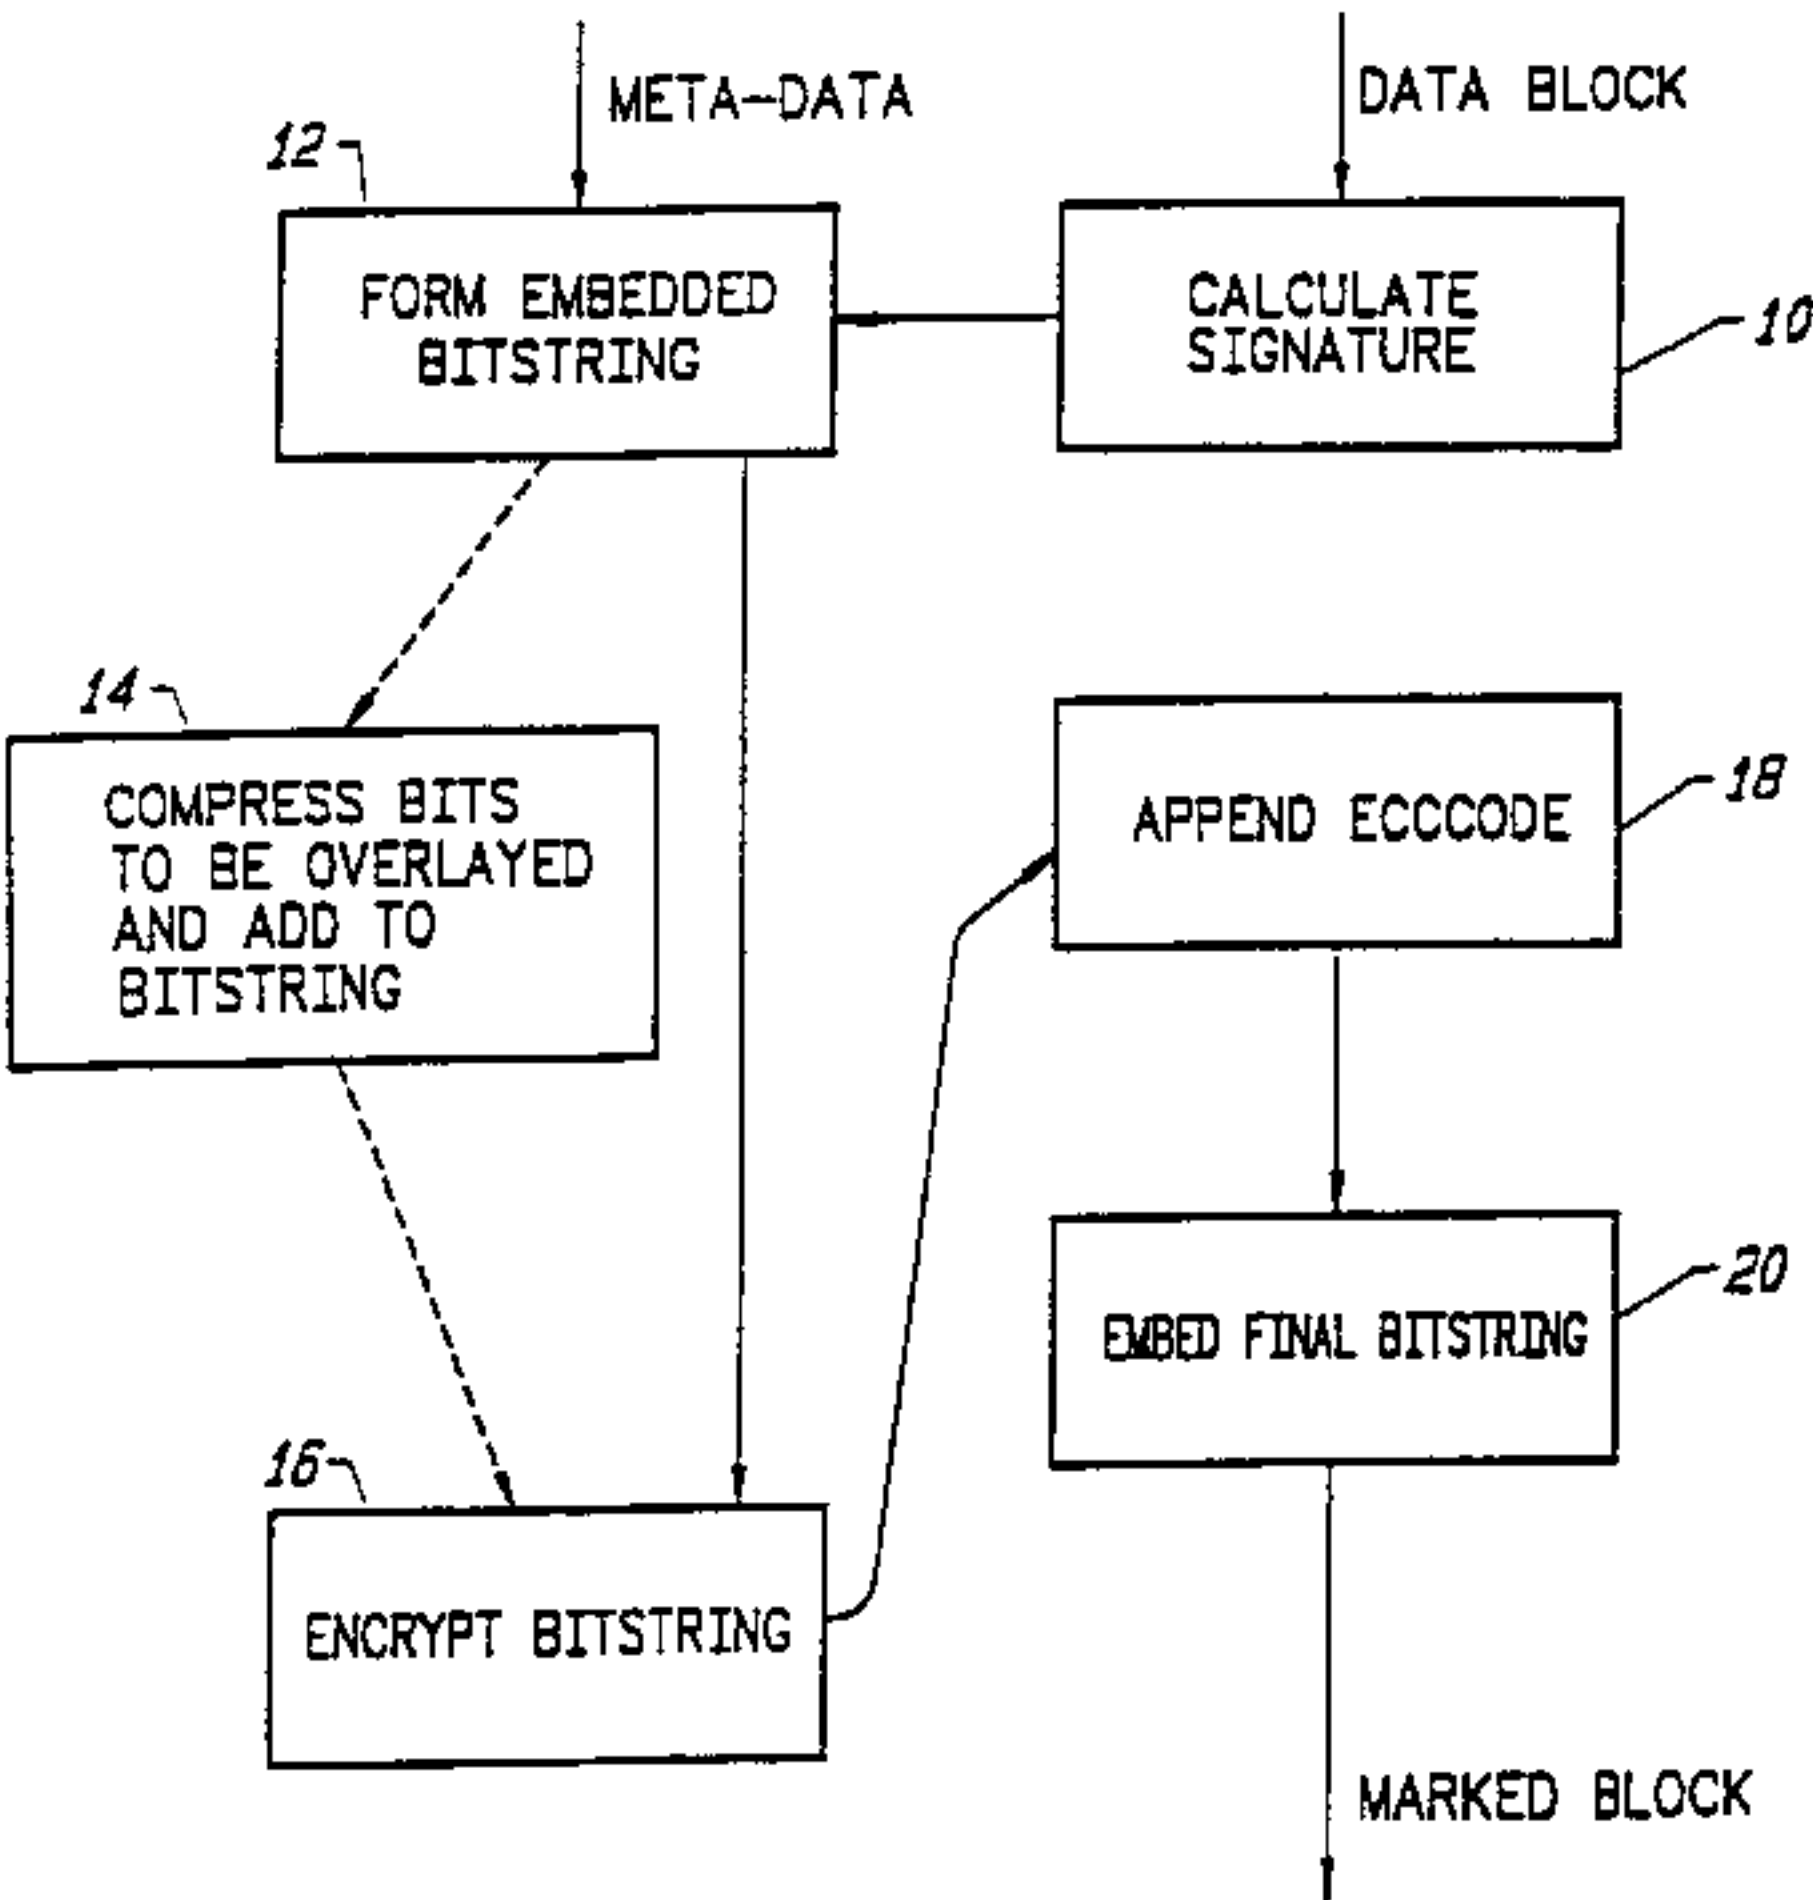 META-DATA
DATA BLOCK
12
FORM EMBEDDED
BITSTRING
CALCULATE
SIGNATURE
10
14
COMPRESS BITS
TO BE OVERLAYED
AND ADD TO
BITSTRING
APPEND ECCCODE
18
EMBED FINAL BITSTRING
20
16
ENCRYPT BITSTRING
MARKED BLOCK